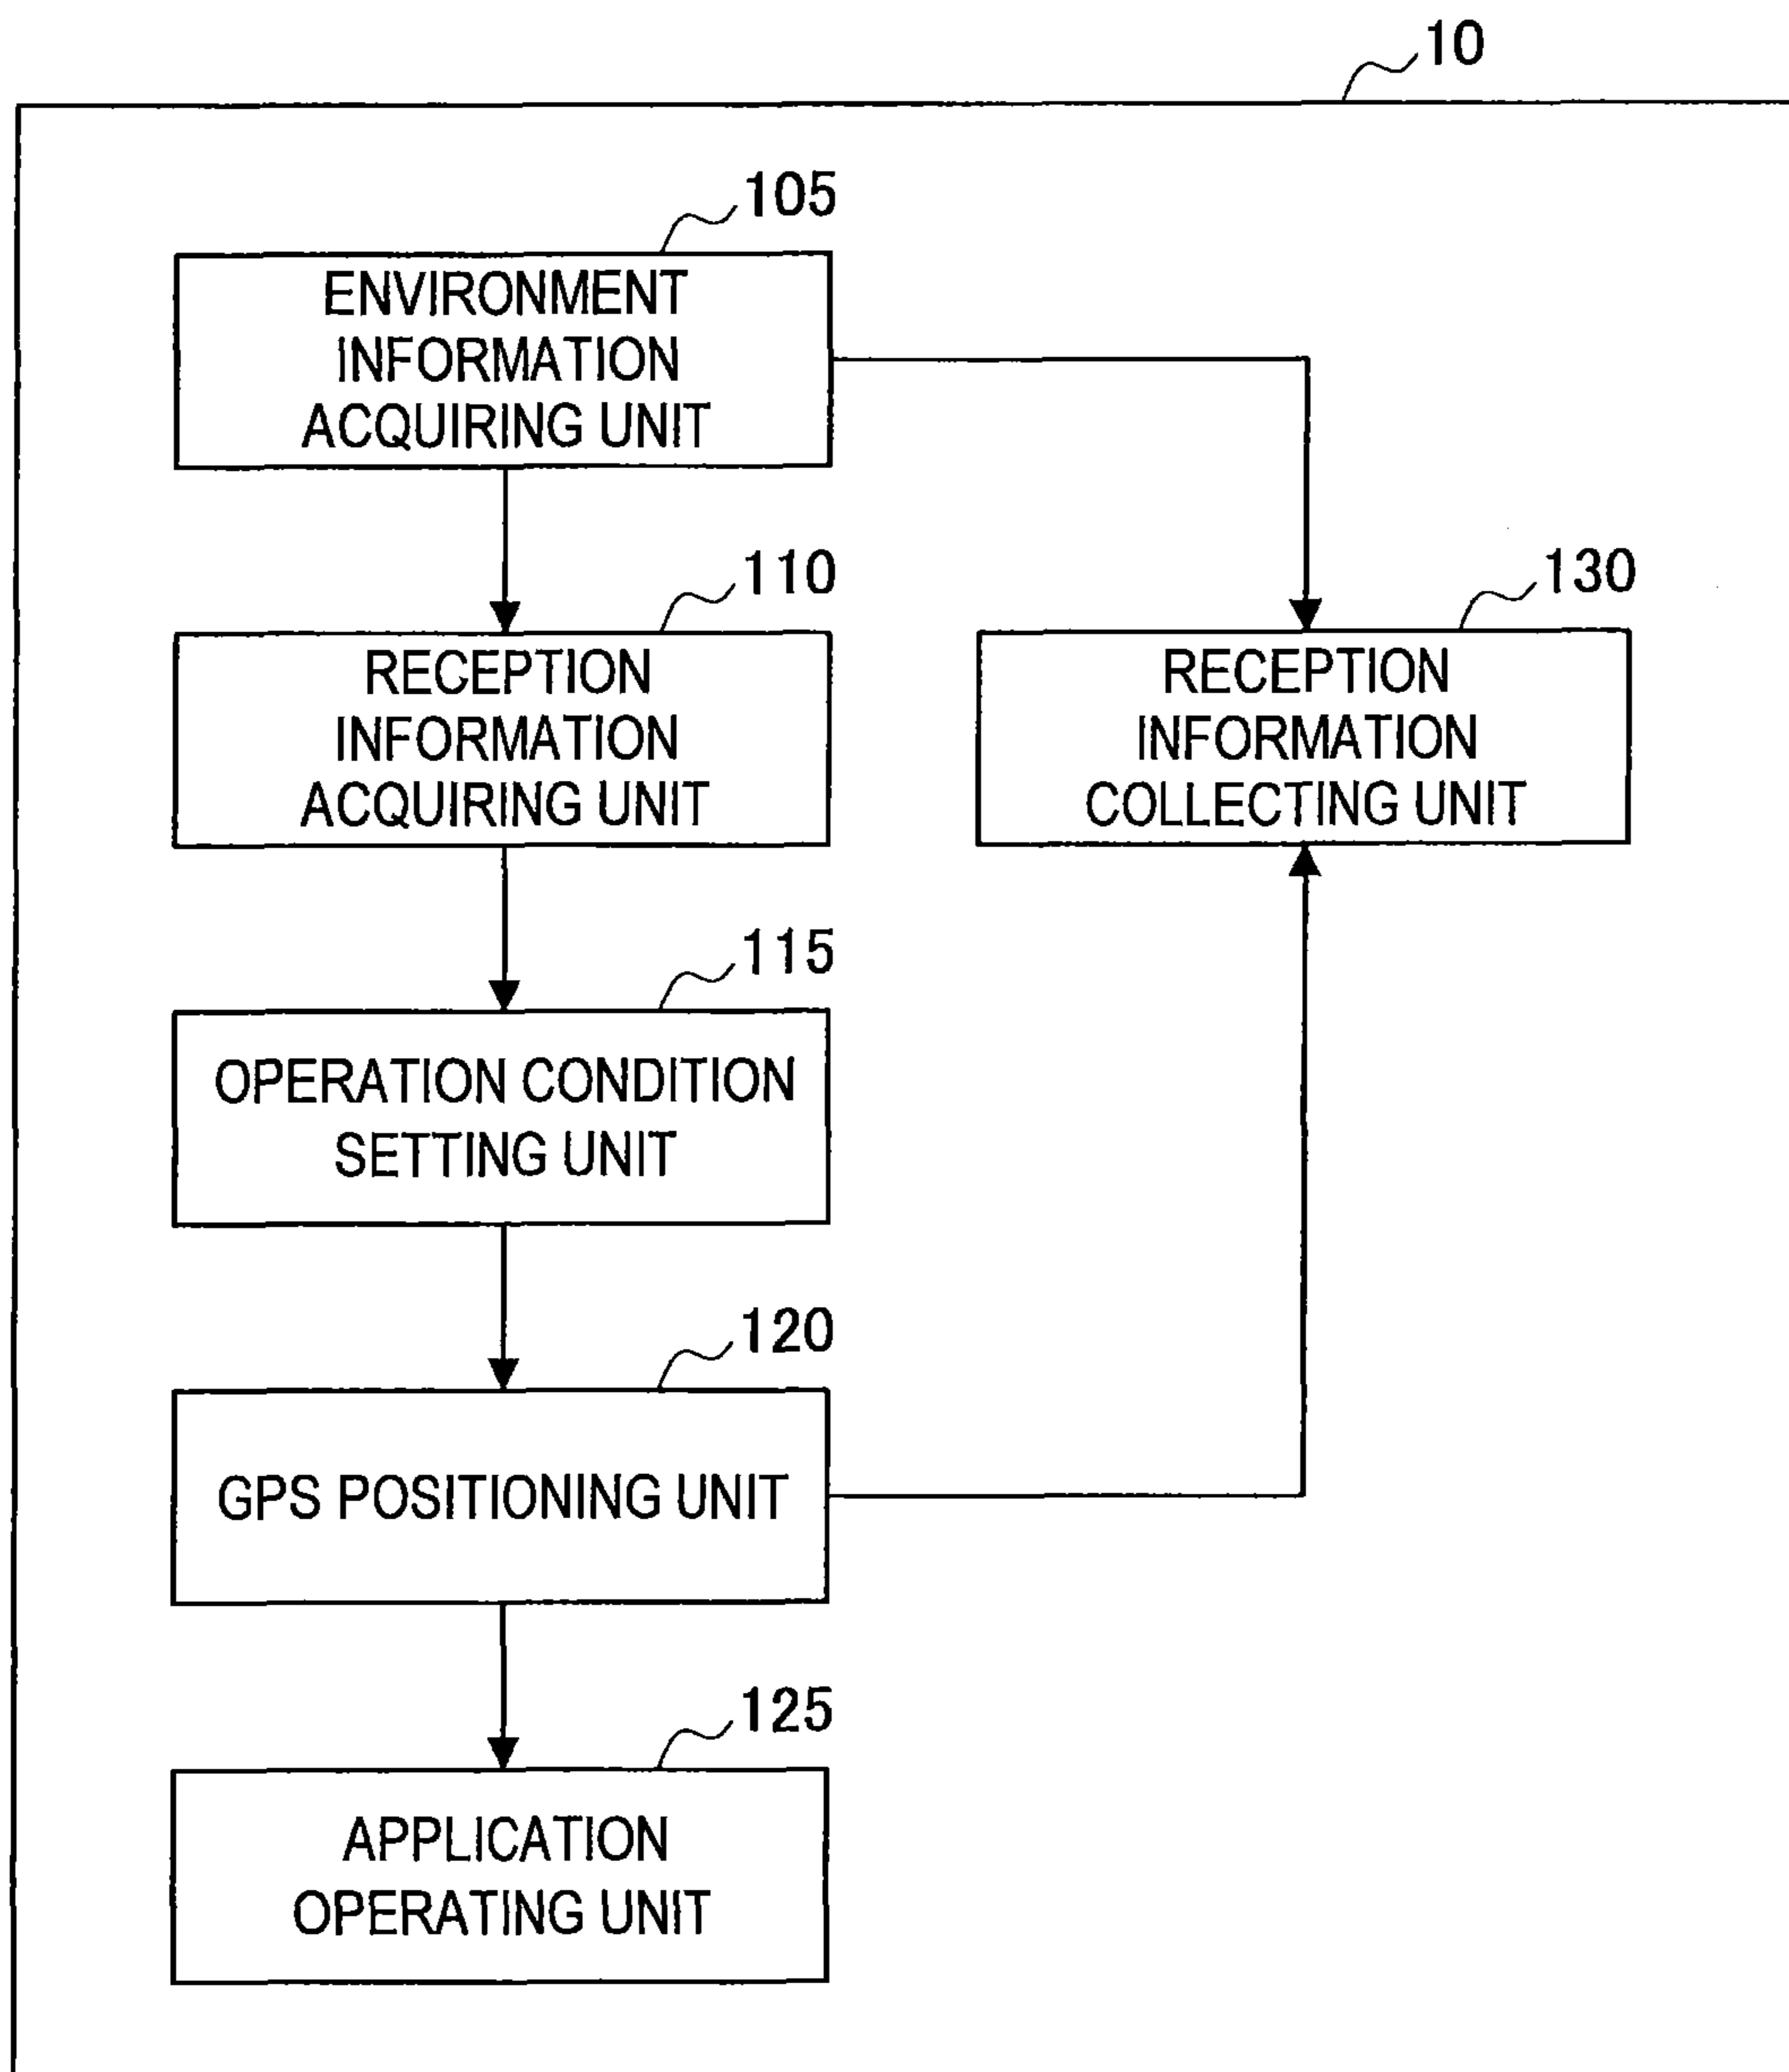 10
105
ENVIRONMENT
INFORMATION
ACQUIRING UNIT
110
RECEPTION
INFORMATION
ACQUIRING UNIT
130
RECEPTION
INFORMATION
COLLECTING UNIT
115
OPERATION CONDITION
SETTING UNIT
120
GPS POSITIONING UNIT
125
APPLICATION
OPERATING UNIT